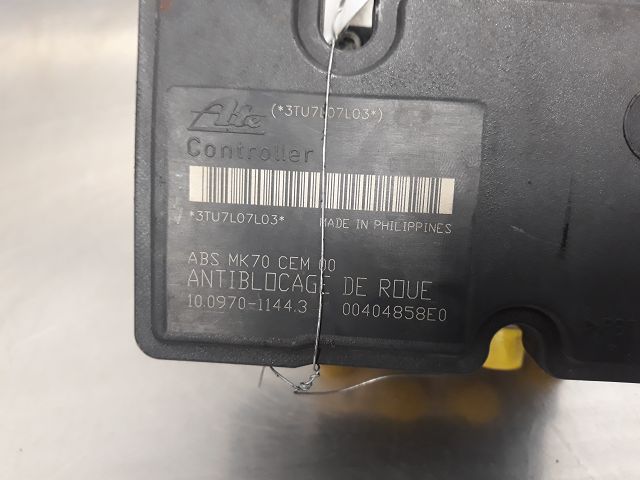 Ate (*3TU7L07L03*)
Controller
*3TU7L07L03* MADE IN PHILIPPINES
ABS MK70 CEM 00
ANTIBLOCAGE DE ROUE
10.0970-1144.3 00404858E0